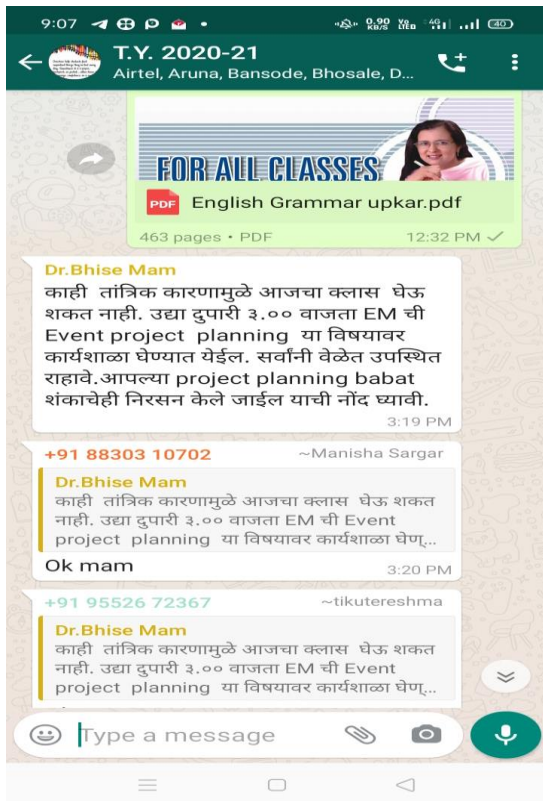 9:07
0.90 KB/S
4G
40
T.Y. 2020-21
Airtel, Aruna, Bansode, Bhosale, D...
FOR ALL CLASSES
PDF English Grammar upkar.pdf
463 pages • PDF 12:32 PM
Dr.Bhise Mam
काही तांत्रिक कारणामुळे आजचा क्लास घेऊ
शकत नाही. उद्या दुपारी ३.०० वाजता EM ची
Event project planning या विषयावर
कार्यशाळा घेण्यात येईल. सर्वांनी वेळेत उपस्थित
राहावे.आपल्या project planning babat
शंकाचेही निरसन केले जाईल याची नोंद घ्यावी.
3:19 PM
+91 88303 10702 ~Manisha Sargar
Dr.Bhise Mam
काही तांत्रिक कारणामुळे आजचा क्लास घेऊ शकत
नाही. उद्या दुपारी ३.०० वाजता EM ची Event
project planning या विषयावर कार्यशाळा घेण्...
Ok mam 3:20 PM
+91 95526 72367 ~tikutereshma
Dr.Bhise Mam
काही तांत्रिक कारणामुळे आजचा क्लास घेऊ शकत
नाही. उद्या दुपारी ३.०० वाजता EM ची Event
project planning या विषयावर कार्यशाळा घेण्...
Type a message